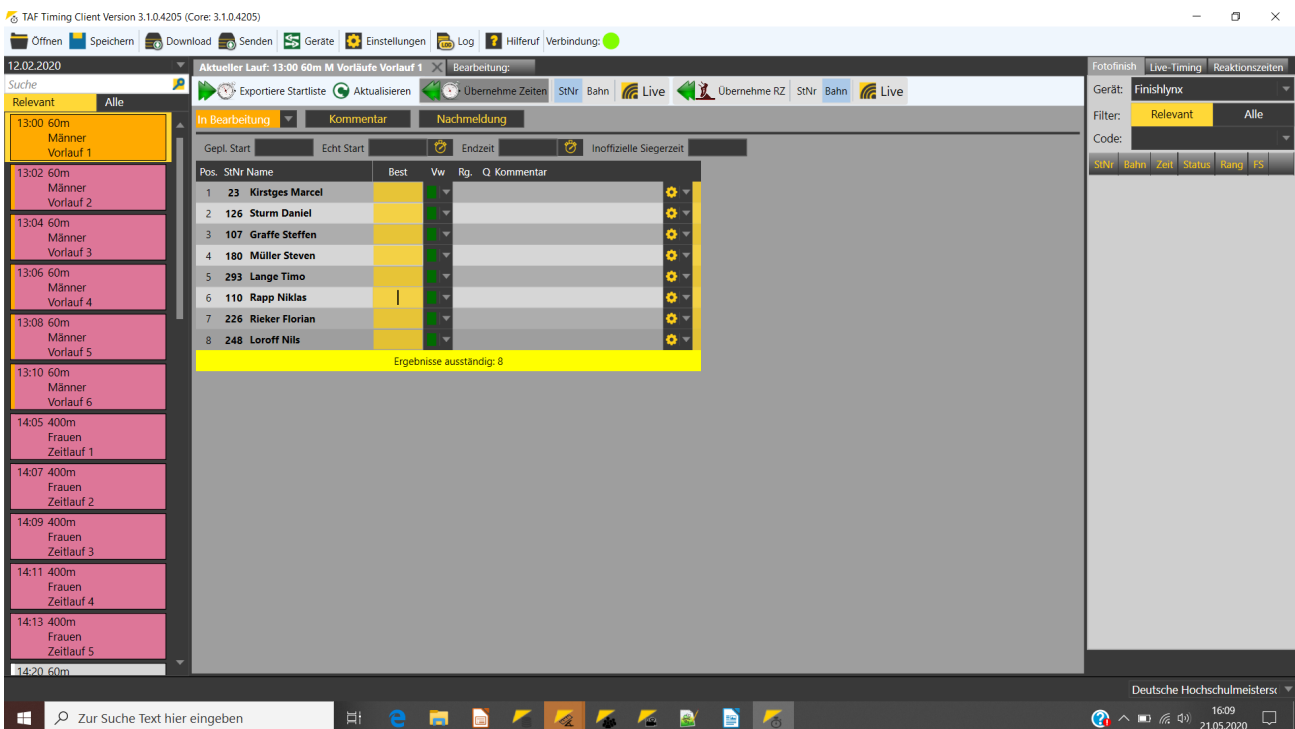 TAF Timing Client Version 3.1.0.4205 (Core: 3.1.0.4205)
Öffnen Speichern Download Senden Geräte Einstellungen Log Hilferuf Verbindung:
12.02.2020
Suche
Relevant Alle
13:00 60m
Männer
Vorlauf 1
13:02 60m
Männer
Vorlauf 2
13:04 60m
Männer
Vorlauf 3
13:06 60m
Männer
Vorlauf 4
13:08 60m
Männer
Vorlauf 5
13:10 60m
Männer
Vorlauf 6
14:05 400m
Frauen
Zeitlauf 1
14:07 400m
Frauen
Zeitlauf 2
14:09 400m
Frauen
Zeitlauf 3
14:11 400m
Frauen
Zeitlauf 4
14:13 400m
Frauen
Zeitlauf 5
14:20 60m
Aktueller Lauf: 13:00 60m M Vorläufe Vorlauf 1 Bearbeitung:
Exportiere Startliste Aktualisieren Übernehme Zeiten StNr Bahn Live Übernehme RZ StNr Bahn Live
In Bearbeitung Kommentar Nachmeldung
Gepl. Start Echt Start Endzeit Inoffizielle Siegerzeit
Pos. StNr Name Best Vw Rg. Q Kommentar
1 23 Kirstges Marcel
2 126 Sturm Daniel
3 107 Graffe Steffen
4 180 Müller Steven
5 293 Lange Timo
6 110 Rapp Niklas
7 226 Rieker Florian
8 248 Loroff Nils
Ergebnisse ausständig: 8
Fotofinish Live-Timing Reaktionszeiten
Gerät: Finishlynx
Filter: Relevant Alle
Code:
StNr Bahn Zeit Status Rang FS
Deutsche Hochschulmeistersc
Zur Suche Text hier eingeben
16:09
21.05.2020